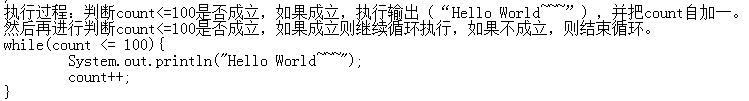 执行过程：判断count<=100是否成立，如果成立，执行输出（“Hello World~~~~”），并把count自加一。
然后再进行判断count<=100是否成立，如果成立则继续循环执行，如果不成立，则结束循环。
while(count <= 100){
System.out.println("Hello World~~~~");
count++;
}